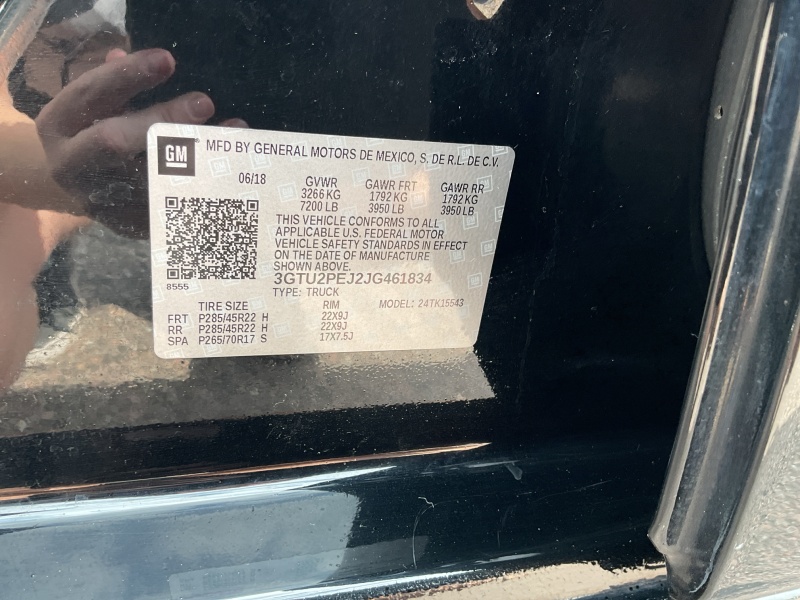 GM
MFD BY GENERAL MOTORS DE MEXICO, S. DE R.L. DE C.V.
06/18 GVWR GAWR FRT GAWR RR
3266 KG 1792 KG 1792 KG
7200 LB 3950 LB 3950 LB
THIS VEHICLE CONFORMS TO ALL
APPLICABLE U.S. FEDERAL MOTOR
VEHICLE SAFETY STANDARDS IN EFFECT
ON THE DATE OF MANUFACTURE
SHOWN ABOVE.
3GTU2PEJ2JG461834
8555 TYPE: TRUCK MODEL: 24TK15543
TIRE SIZE RIM
FRT P285/45R22 H 22X9J
RR P285/45R22 H 22X9J
SPA P265/70R17 S 17X7.5J